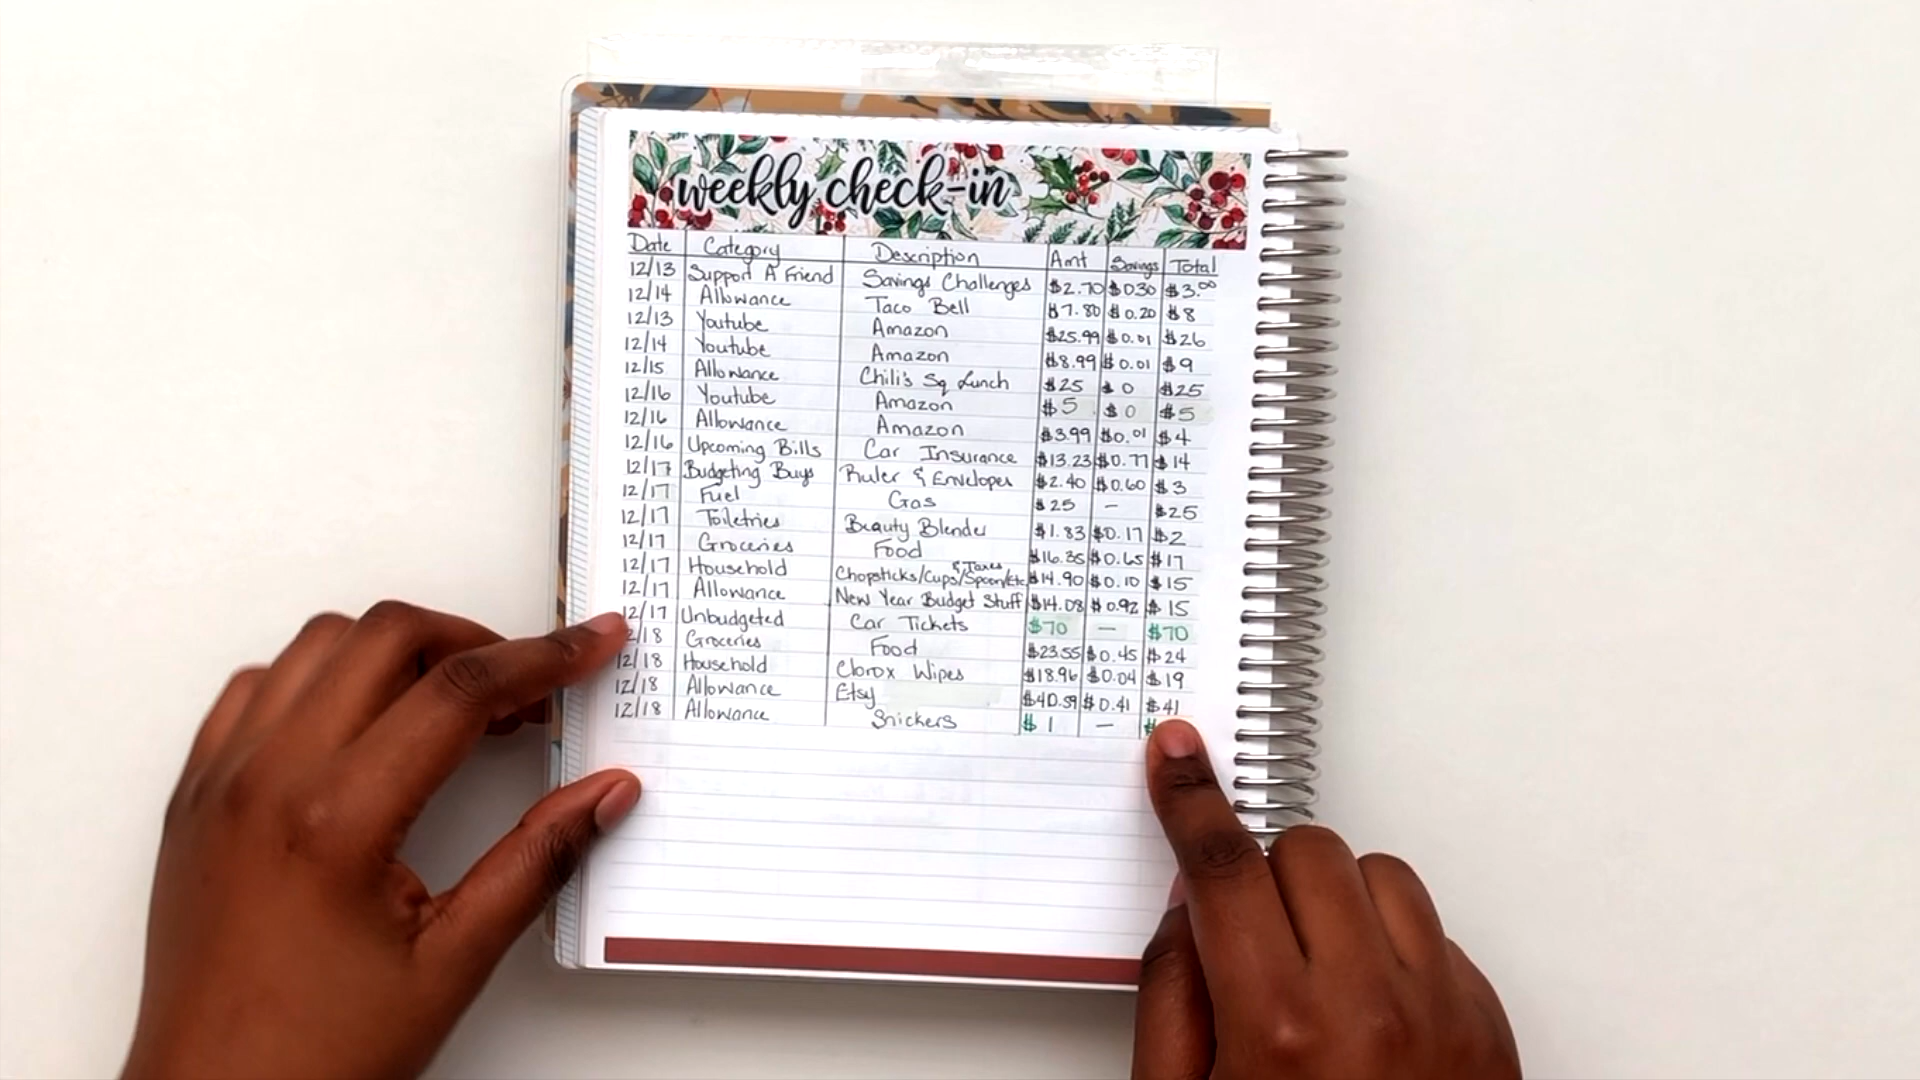 weekly check-in
Date Category Description Amt Savings Total
12/13 Support A Friend Savings Challenges $2.70 $0.30 $3.00
12/14 Allowance Taco Bell $7.80 $0.20 $8
12/13 Youtube Amazon $25.99 $0.01 $26
12/14 Youtube Amazon $8.99 $0.01 $9
12/15 Allowance Chili's Sq Lunch $25 $0 $25
12/16 Youtube Amazon $5 $0 $5
12/16 Allowance Amazon $3.99 $0.01 $4
12/16 Upcoming Bills Car Insurance $13.23 $0.77 $14
12/17 Budgeting Buys Ruler & Envelopes $2.40 $0.60 $3
12/17 Fuel Gas $25 — $25
12/17 Toiletries Beauty Blender $1.83 $0.17 $2
12/17 Groceries Food $16.35 $0.65 $17
12/17 Household Chopsticks/Cups/Spoon/Etc & Taxes $14.90 $0.10 $15
12/17 Allowance New Year Budget Stuff $14.08 $0.92 $15
12/17 Unbudgeted Car Tickets $70 — $70
2/18 Groceries Food $23.55 $0.45 $24
12/18 Household Clorox Wipes $18.96 $0.04 $19
12/18 Allowance Etsy $40.59 $0.41 $41
12/18 Allowance Snickers $1 — $